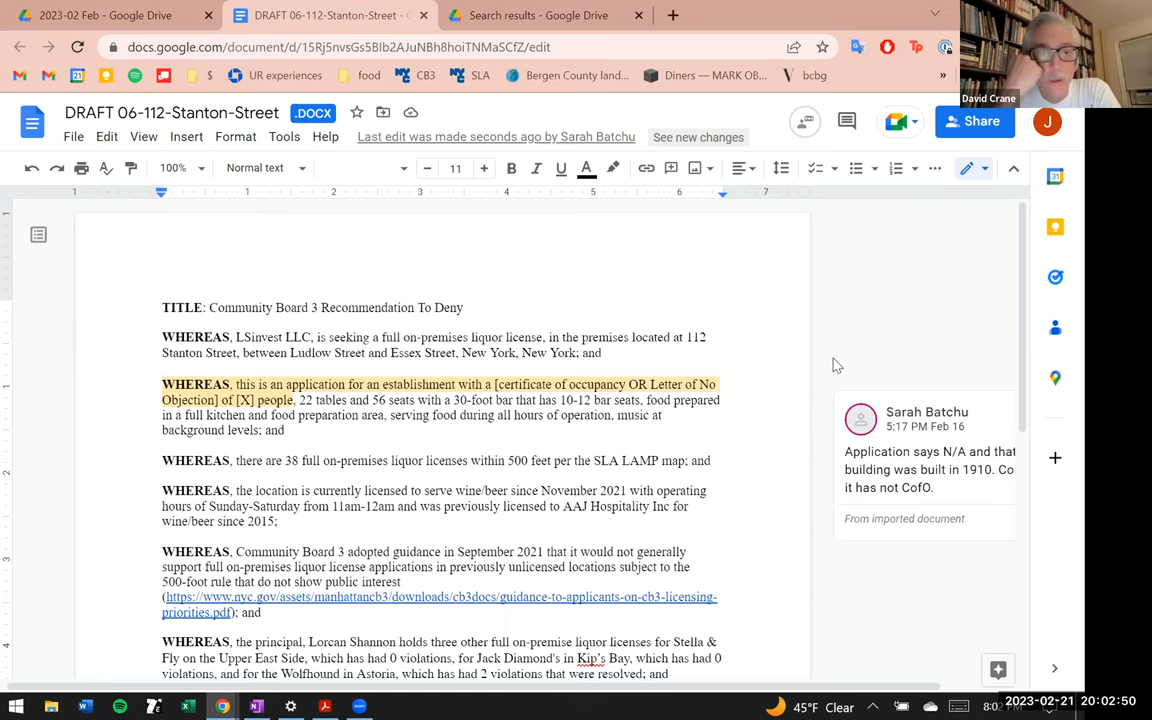 2023-02 Feb - Google Drive
DRAFT 06-112-Stanton-Street -
Search results - Google Drive
docs.google.com/document/d/15Rj5nvsGs5BIb2AJuNBh8hoiTNMaSCfZ/edit
$
UR experiences
food
CB3
SLA
Bergen County land...
Diners — MARK OB...
bcbg
»
David Crane
DRAFT 06-112-Stanton-Street
.DOCX
Share
J
File Edit View Insert Format Tools Help
Last edit was made seconds ago by Sarah Batchu
See new changes
100%
Normal text
11
B I U A
1 1 2 3 4 5 6 7
TITLE: Community Board 3 Recommendation To Deny
WHEREAS, LSinvest LLC, is seeking a full on-premises liquor license, in the premises located at 112
Stanton Street, between Ludlow Street and Essex Street, New York, New York; and
WHEREAS, this is an application for an establishment with a [certificate of occupancy OR Letter of No
Objection] of [X] people, 22 tables and 56 seats with a 30-foot bar that has 10-12 bar seats, food prepared
in a full kitchen and food preparation area, serving food during all hours of operation, music at
background levels; and
WHEREAS, there are 38 full on-premises liquor licenses within 500 feet per the SLA LAMP map; and
WHEREAS, the location is currently licensed to serve wine/beer since November 2021 with operating
hours of Sunday-Saturday from 11am-12am and was previously licensed to AAJ Hospitality Inc for
wine/beer since 2015;
WHEREAS, Community Board 3 adopted guidance in September 2021 that it would not generally
support full on-premises liquor license applications in previously unlicensed locations subject to the
500-foot rule that do not show public interest
(https://www.nyc.gov/assets/manhattancb3/downloads/cb3docs/guidance-to-applicants-on-cb3-licensing-
priorities.pdf); and
WHEREAS, the principal, Lorcan Shannon holds three other full on-premise liquor licenses for Stella &
Fly on the Upper East Side, which has had 0 violations, for Jack Diamond's in Kip's Bay, which has had 0
violations, and for the Wolfhound in Astoria, which has had 2 violations that were resolved; and
Sarah Batchu
5:17 PM Feb 16
Application says N/A and that
building was built in 1910. Co
it has not CofO.
From imported document
45°F Clear
8:02
2023-02-21 20:02:50